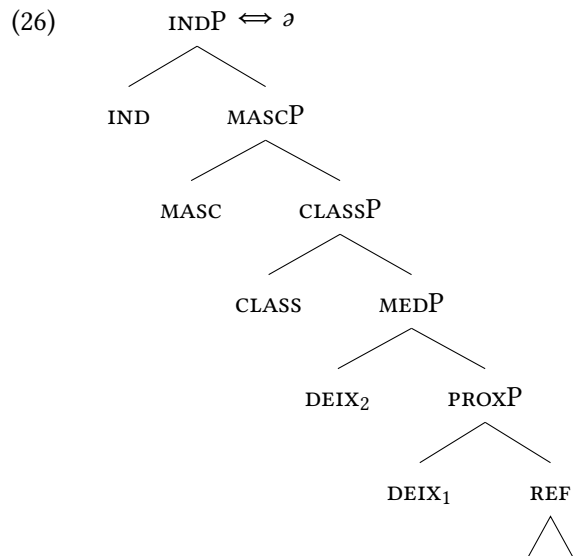 (26) INDP ⇔ ə
IND MASCP
MASC CLASSP
CLASS MEDP
DEIX₂ PROXP
DEIX₁ REF